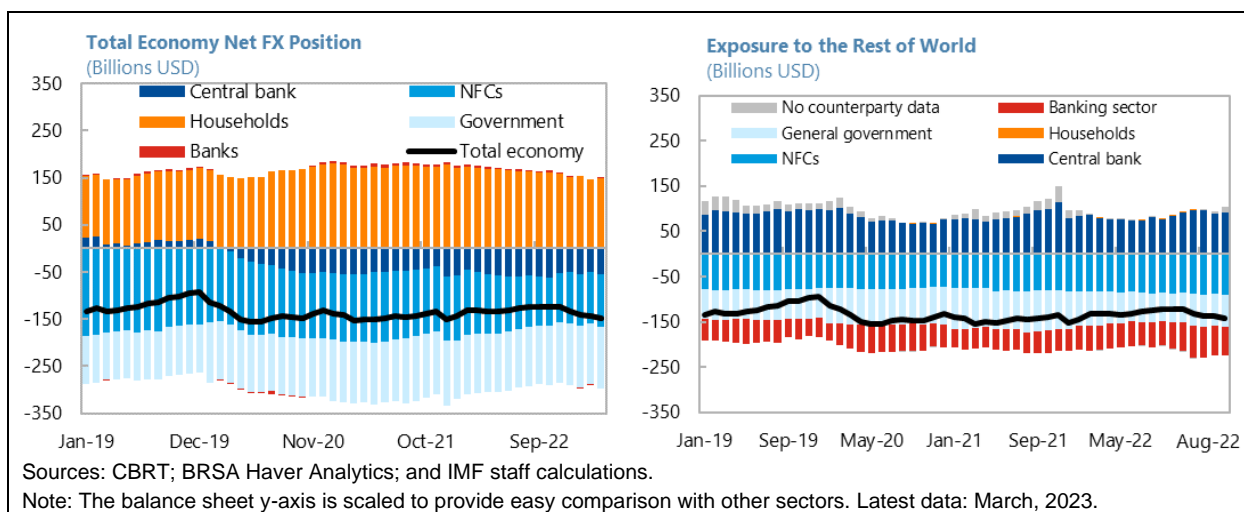 Total Economy Net FX Position
(Billions USD)
350
250
150
50
-50
-150
-250
-350
Central bank
NFCs
Households
Government
Banks
Total economy
Jan-19
Dec-19
Nov-20
Oct-21
Sep-22
Exposure to the Rest of World
(Billions USD)
350
250
150
50
-50
-150
-250
-350
No counterparty data
Banking sector
General government
Households
NFCs
Central bank
Jan-19
Sep-19
May-20
Jan-21
Sep-21
May-22
Aug-22
Sources: CBRT; BRSA Haver Analytics; and IMF staff calculations.
Note: The balance sheet y-axis is scaled to provide easy comparison with other sectors. Latest data: March, 2023.